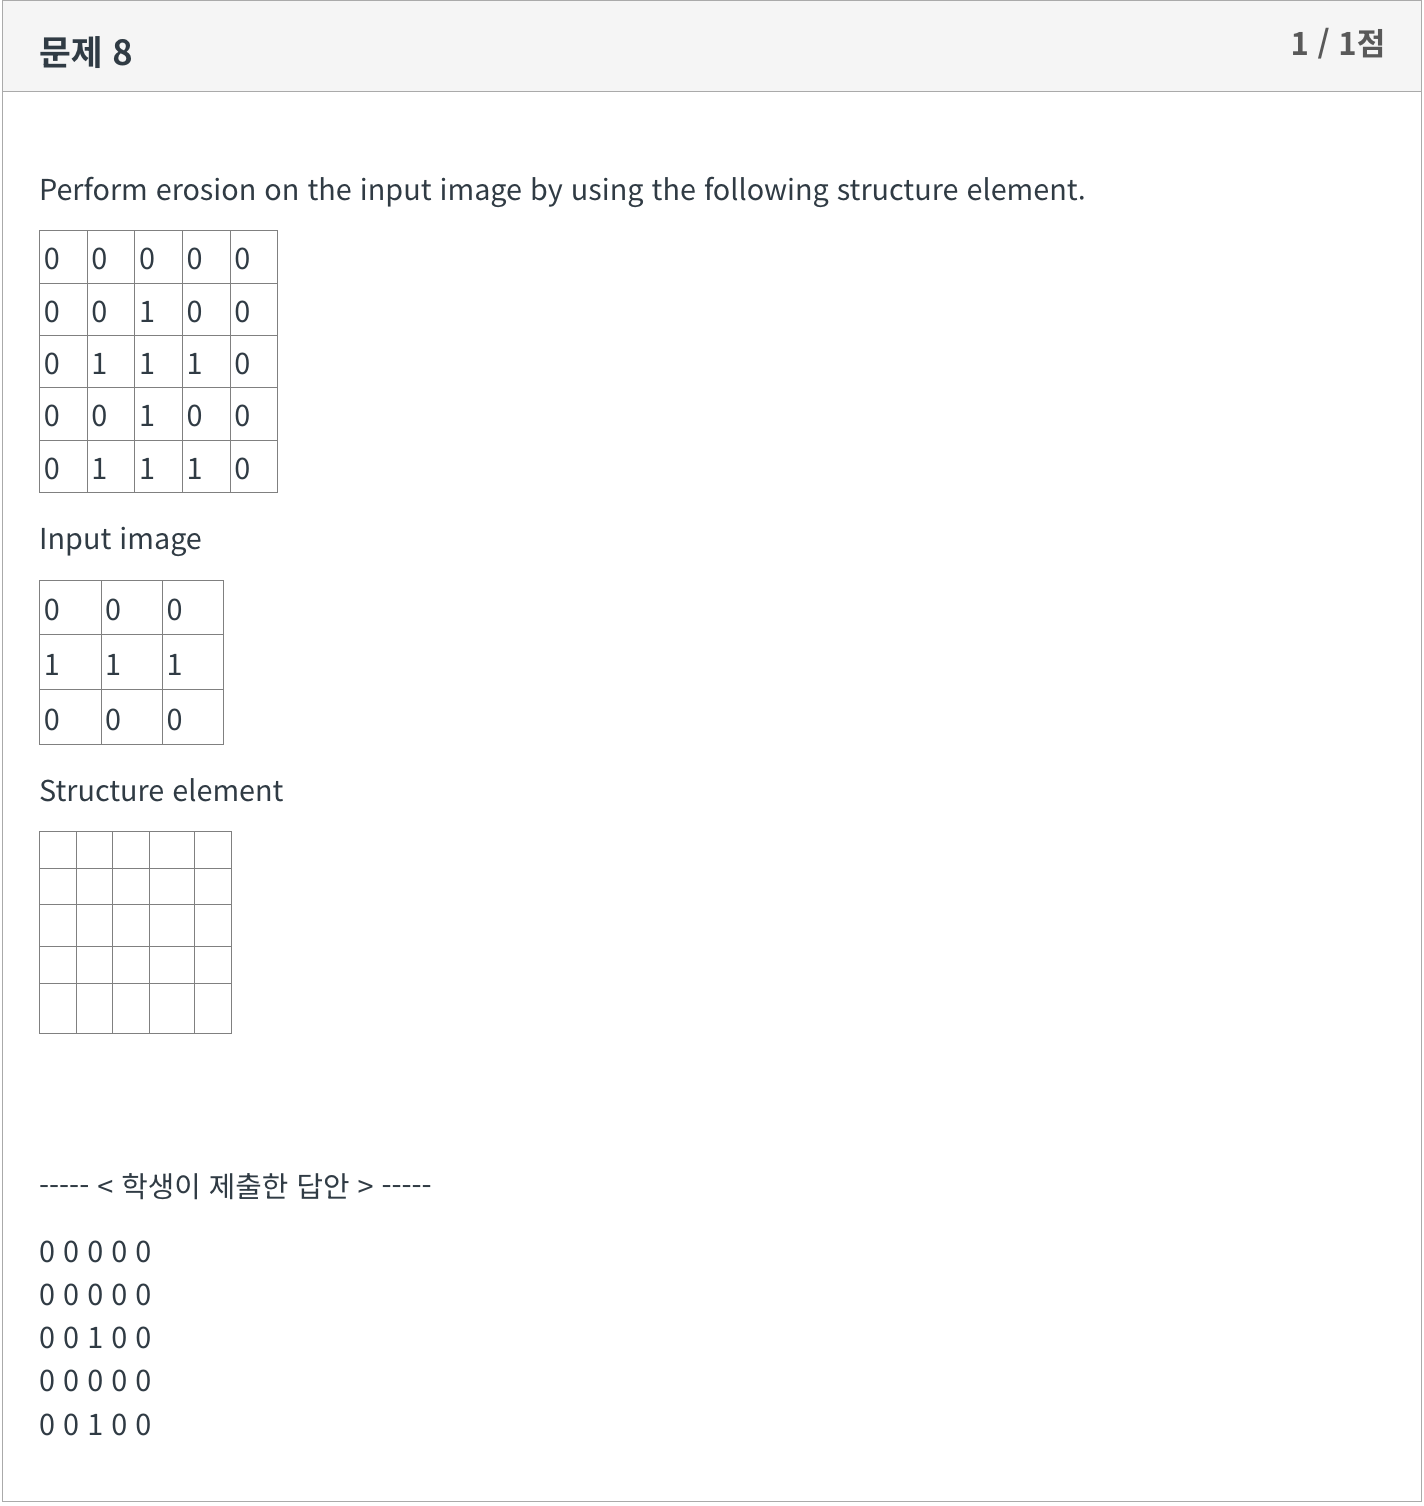 문제 8
1 / 1점
Perform erosion on the input image by using the following structure element.
0 0 0 0 0
0 0 1 0 0
0 1 1 1 0
0 0 1 0 0
0 1 1 1 0
Input image
0 0 0
1 1 1
0 0 0
Structure element
----- < 학생이 제출한 답안 > -----
0 0 0 0 0
0 0 0 0 0
0 0 1 0 0
0 0 0 0 0
0 0 1 0 0